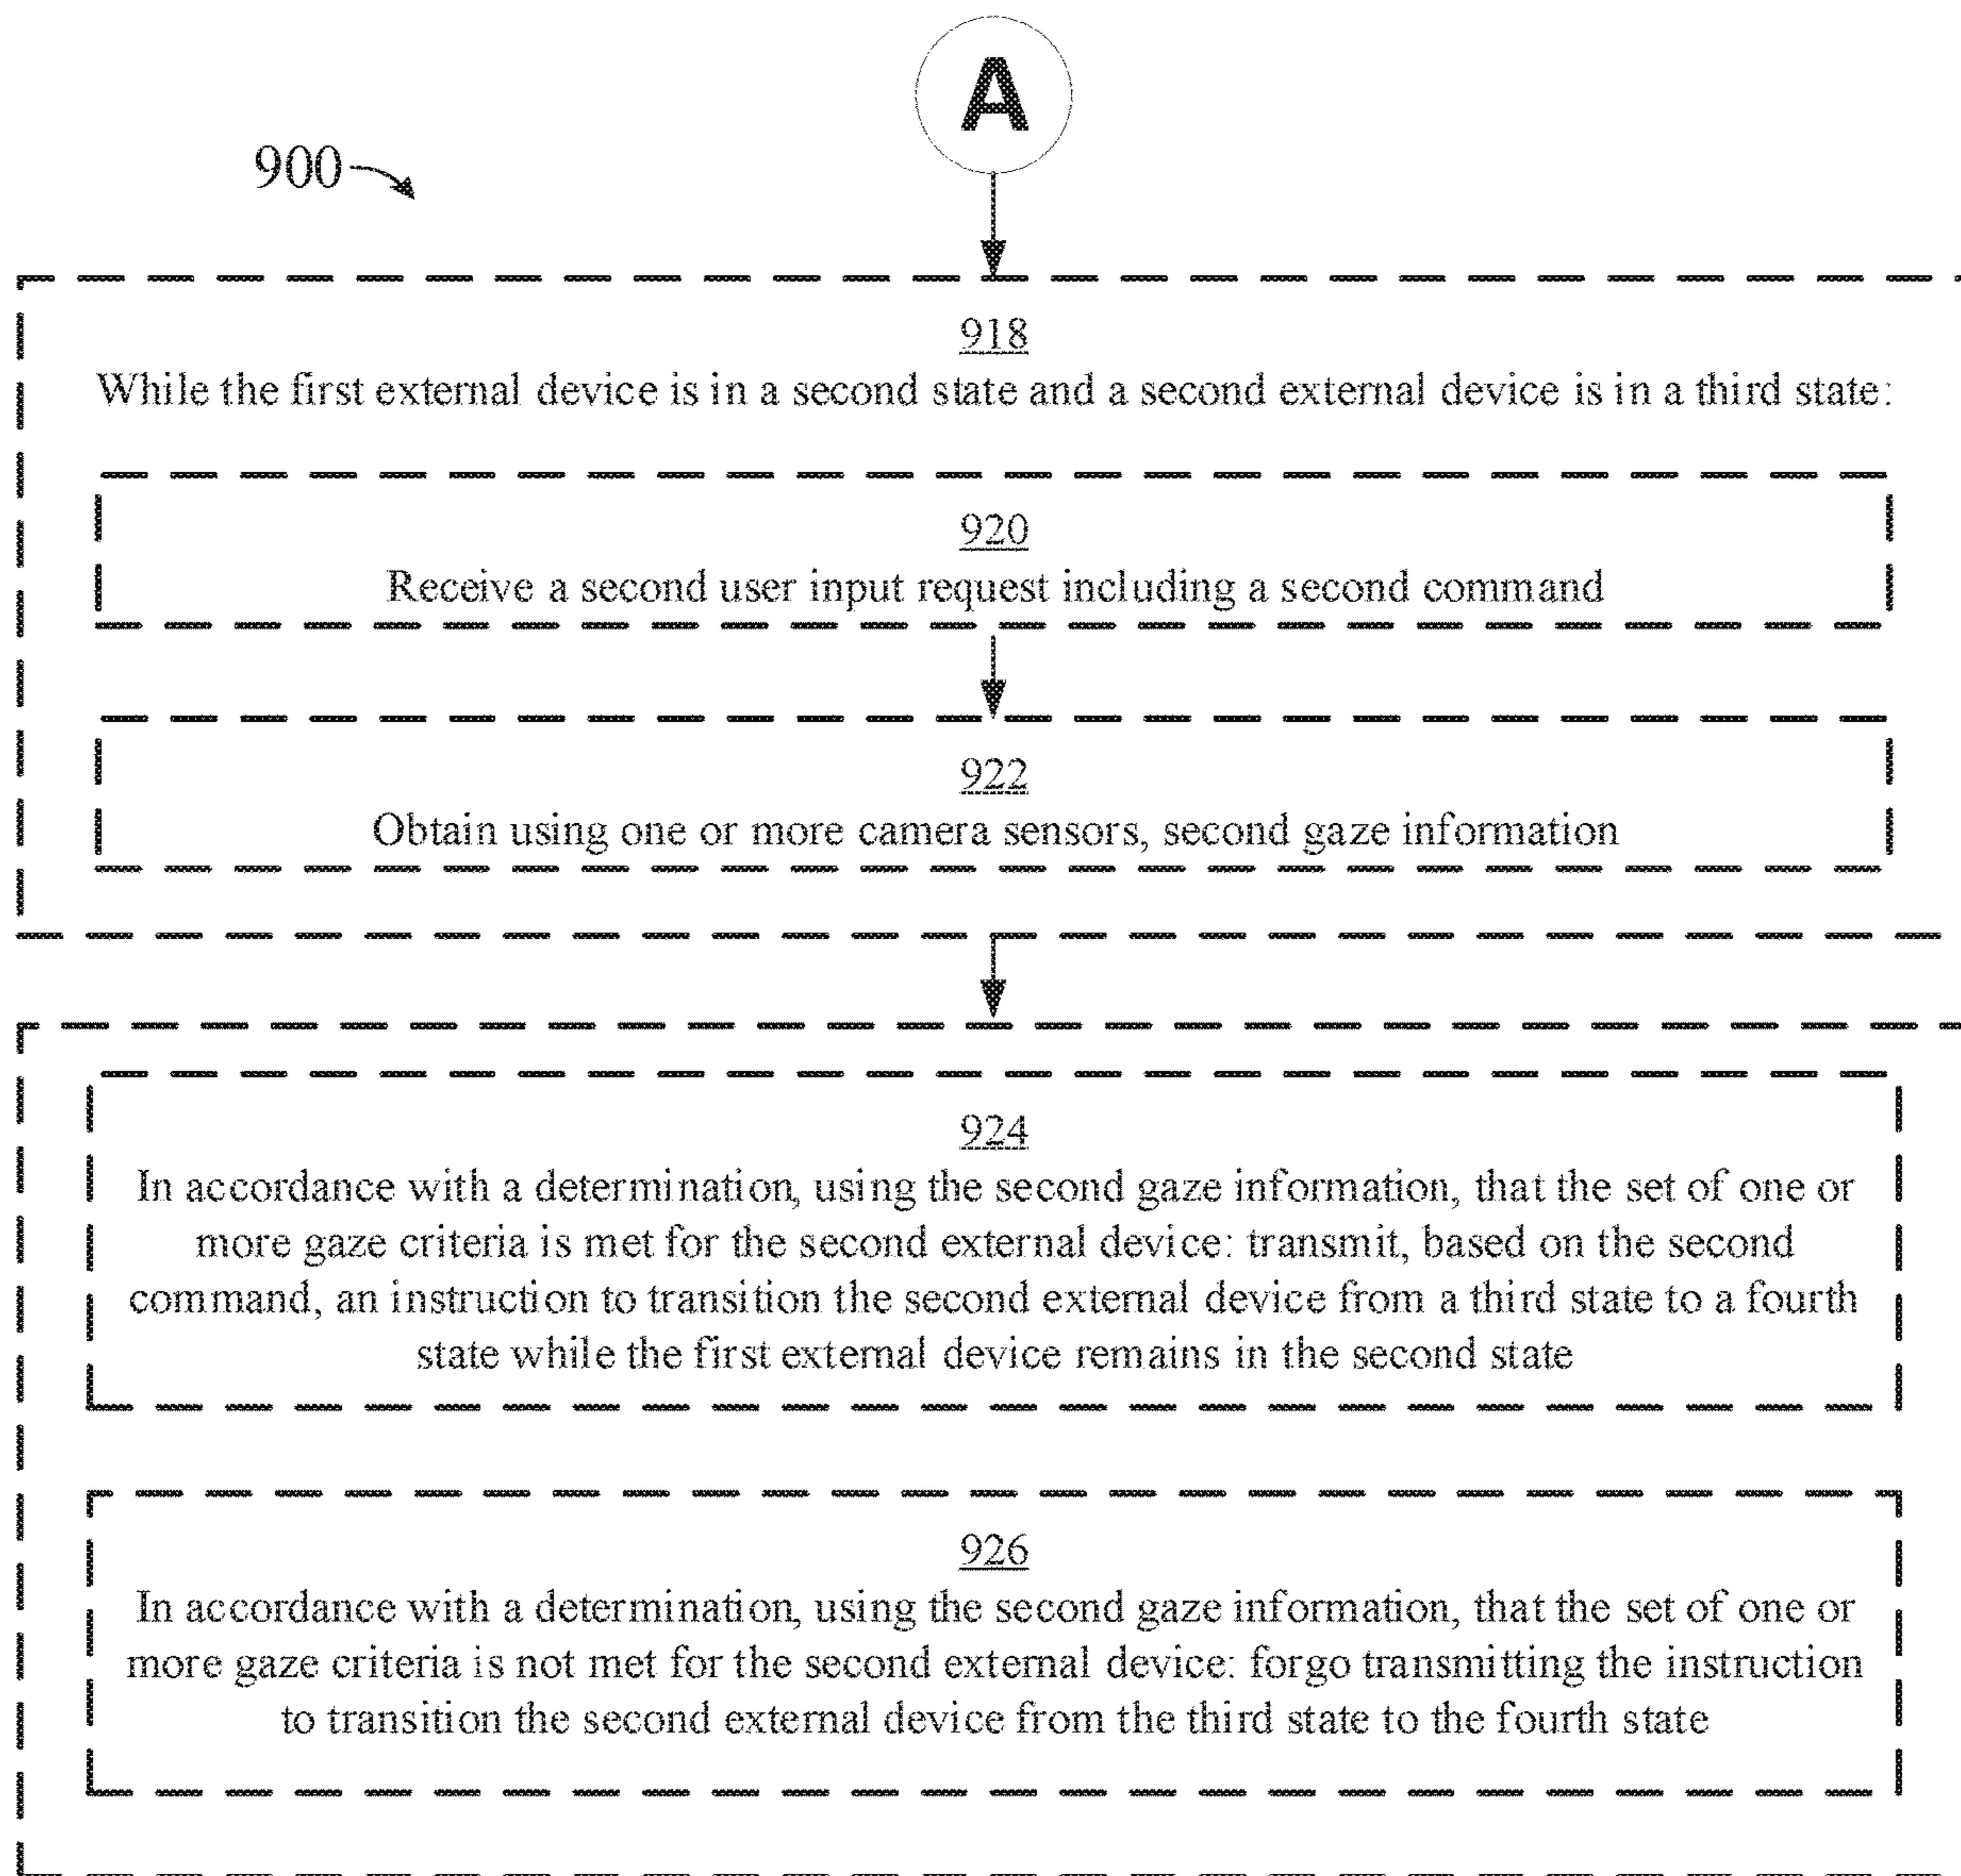 A
900
918
While the first external device is in a second state and a second external device is in a third state:
920
Receive a second user input request including a second command
922
Obtain using one or more camera sensors, second gaze information
924
In accordance with a determination, using the second gaze information, that the set of one or
more gaze criteria is met for the second external device: transmit, based on the second
command, an instruction to transition the second external device from a third state to a fourth
state while the first external device remains in the second state
926
In accordance with a determination, using the second gaze information, that the set of one or
more gaze criteria is not met for the second external device: forgo transmitting the instruction
to transition the second external device from the third state to the fourth state